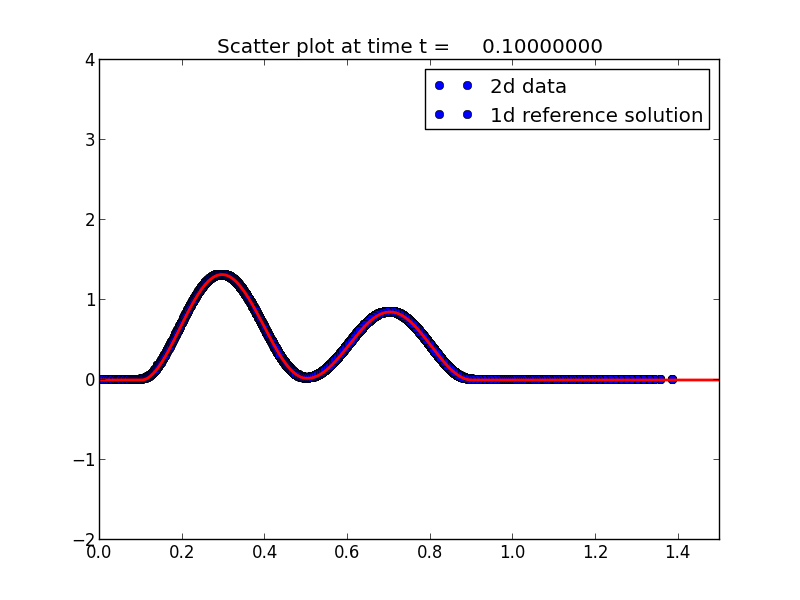 Scatter plot at time t = 0.10000000
2d data
1d reference solution
4
3
2
1
0
−1
−2
0.0 0.2 0.4 0.6 0.8 1.0 1.2 1.4